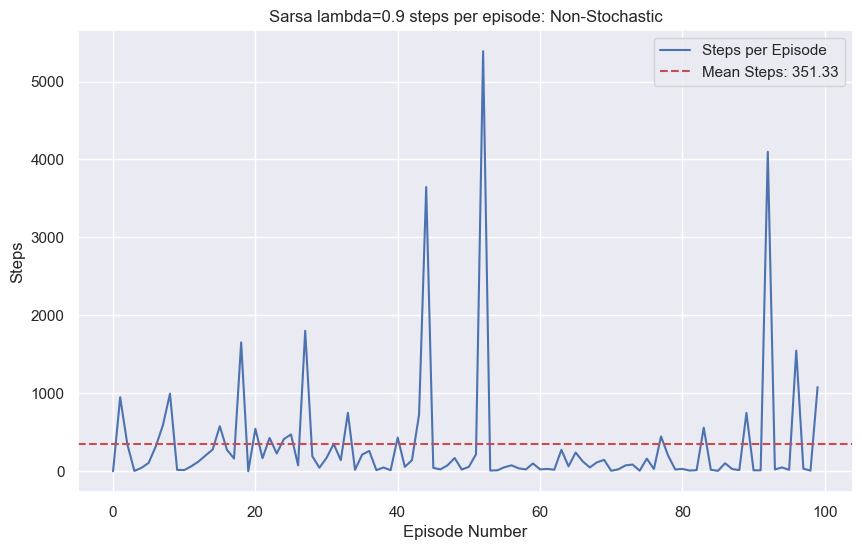 Sarsa lambda=0.9 steps per episode: Non-Stochastic
Steps per Episode
Mean Steps: 351.33
5000
4000
3000
2000
1000
0
Steps
0 20 40 60 80 100
Episode Number